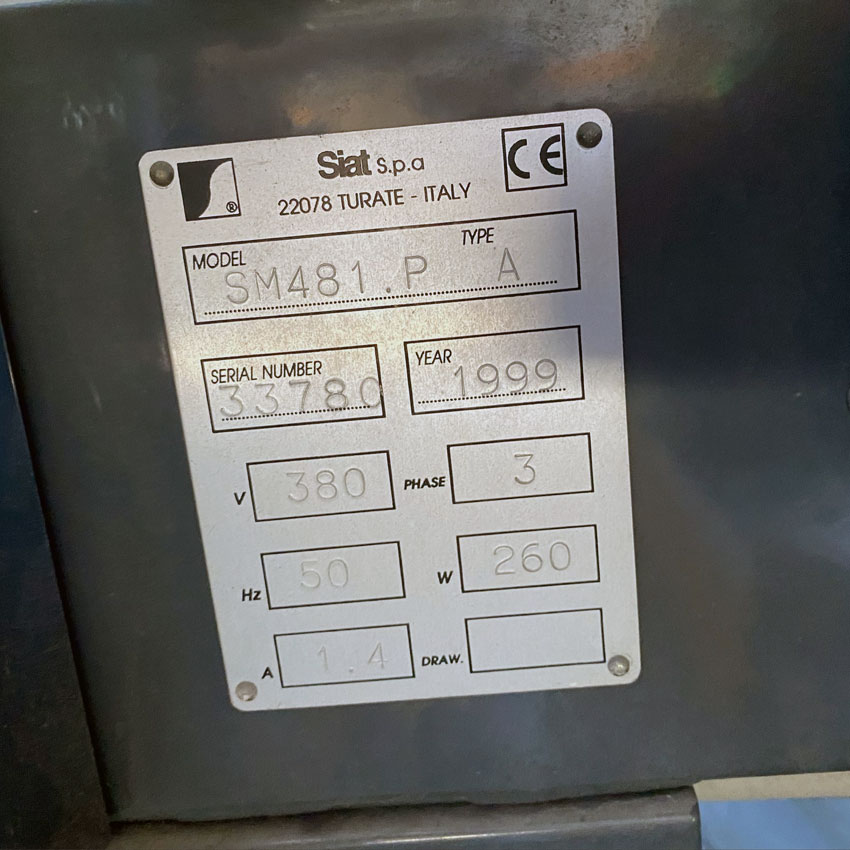 Siat S.p.a
22078 TURATE - ITALY
CE
®
MODEL TYPE
SM481.P A
SERIAL NUMBER
33780
YEAR
1999
V 380 PHASE 3
Hz 50 W 260
A 1.4 DRAW.